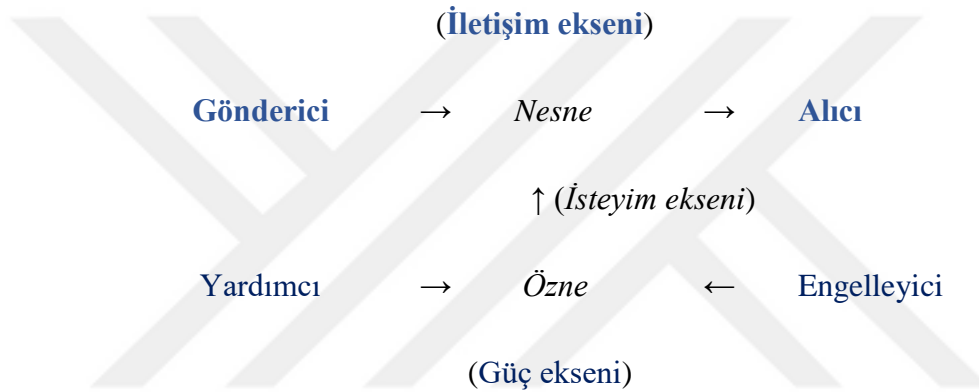 (İletişim ekseni)
Gönderici → Nesne → Alıcı
↑ (İsteyim ekseni)
Yardımcı → Özne ← Engelleyici
(Güç ekseni)